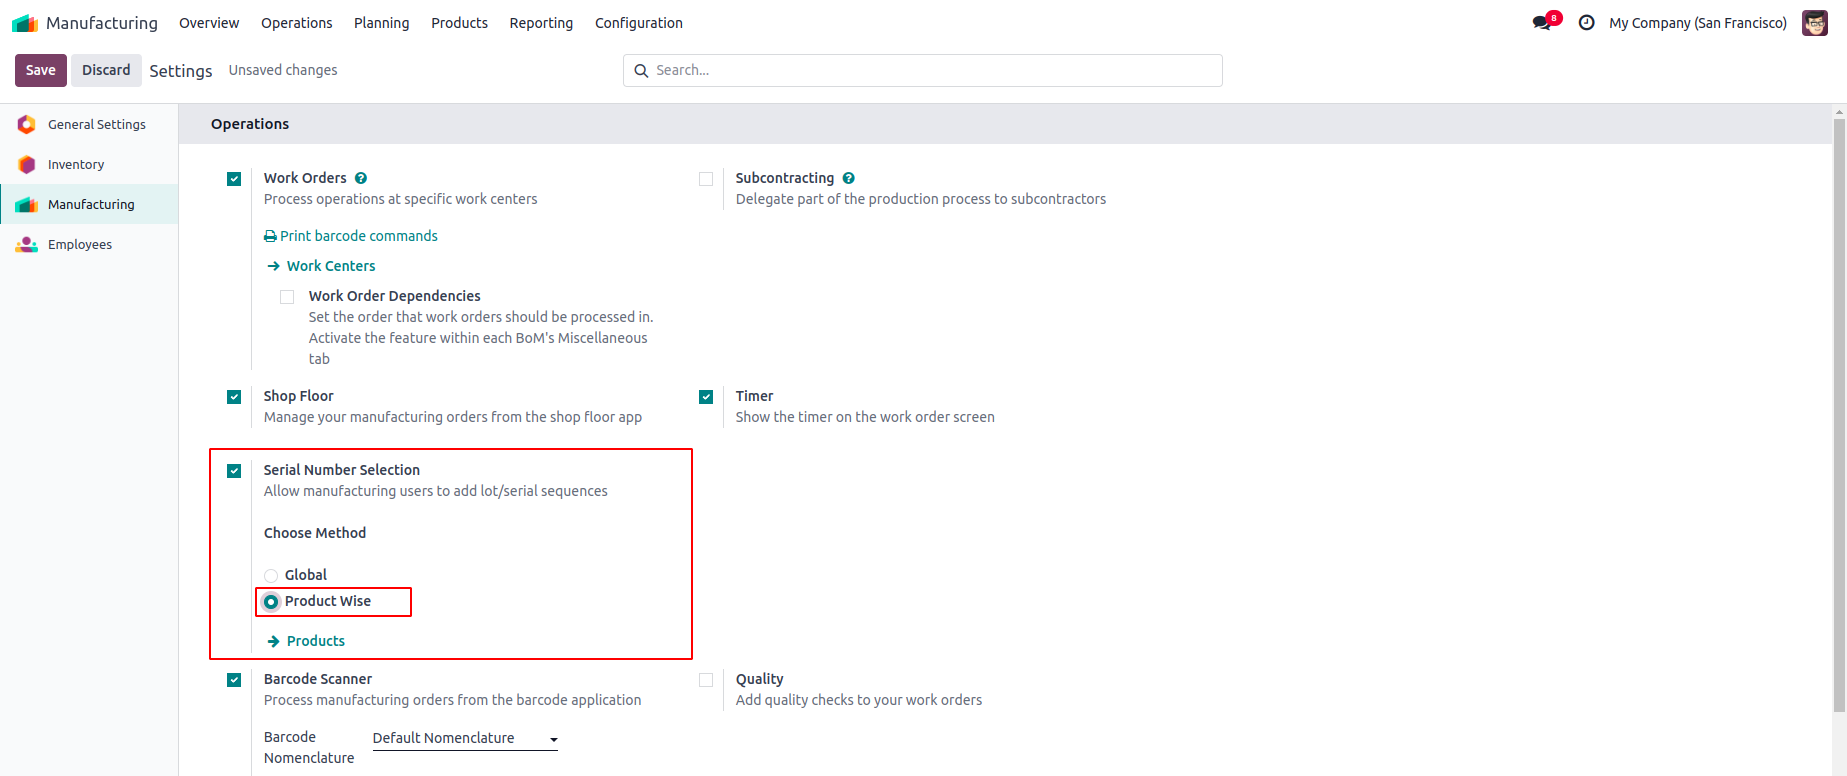 Manufacturing Overview Operations Planning Products Reporting Configuration 8 My Company (San Francisco)
Save Discard Settings Unsaved changes Search...
General Settings
Inventory
Manufacturing
Employees
Operations
Work Orders ?
Process operations at specific work centers
Print barcode commands
Work Centers
Work Order Dependencies
Set the order that work orders should be processed in.
Activate the feature within each BoM's Miscellaneous
tab
Subcontracting ?
Delegate part of the production process to subcontractors
Shop Floor
Manage your manufacturing orders from the shop floor app
Timer
Show the timer on the work order screen
Serial Number Selection
Allow manufacturing users to add lot/serial sequences
Choose Method
Global
Product Wise
Products
Barcode Scanner
Process manufacturing orders from the barcode application
Barcode
Nomenclature
Default Nomenclature
Quality
Add quality checks to your work orders